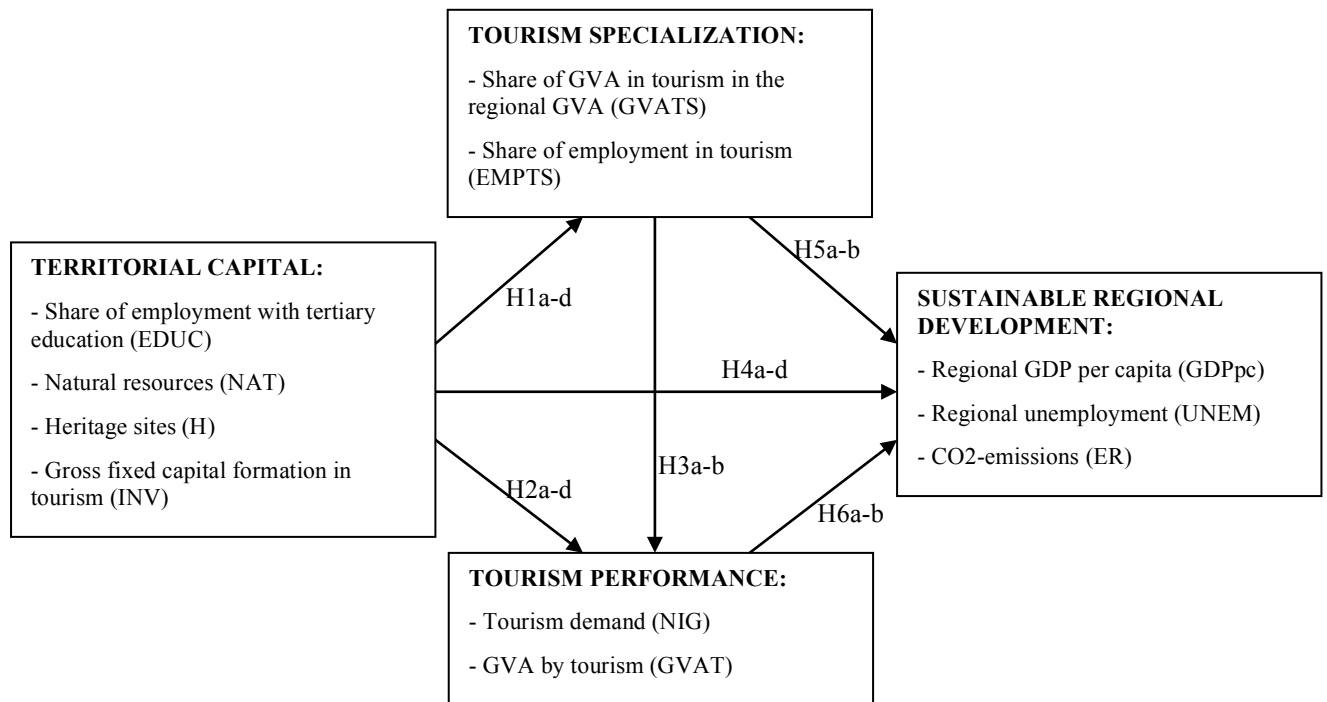 TOURISM SPECIALIZATION:
- Share of GVA in tourism in the
regional GVA (GVATS)
- Share of employment in tourism
(EMPTS)
H5a-b
TERRITORIAL CAPITAL:
- Share of employment with tertiary
education (EDUC)
- Natural resources (NAT)
- Heritage sites (H)
- Gross fixed capital formation in
tourism (INV)
H1a-d
SUSTAINABLE REGIONAL
DEVELOPMENT:
- Regional GDP per capita (GDPpc)
- Regional unemployment (UNEM)
- CO2-emissions (ER)
H4a-d
H3a-b
H2a-d
H6a-b
TOURISM PERFORMANCE:
- Tourism demand (NIG)
- GVA by tourism (GVAT)